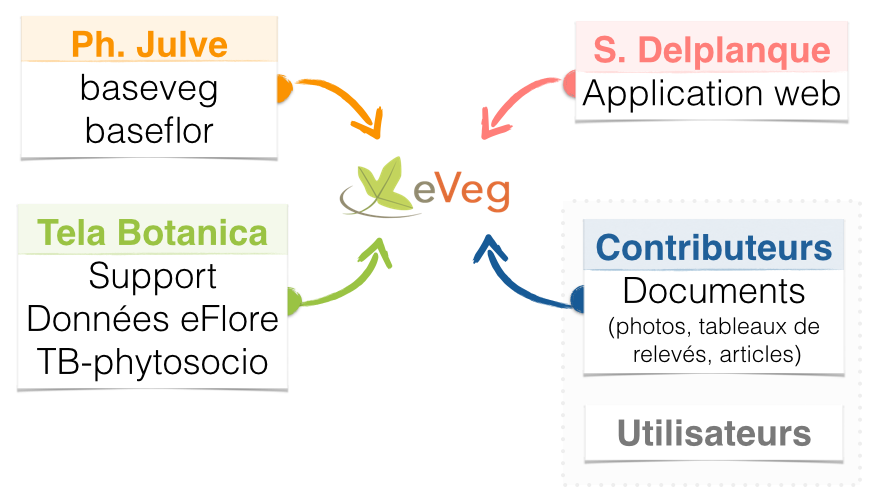 Ph. Julve
baseveg
baseflor
S. Delplanque
Application web
eVeg
Tela Botanica
Support
Données eFlore
TB-phytosocio
Contributeurs
Documents
(photos, tableaux de
relevés, articles)
Utilisateurs